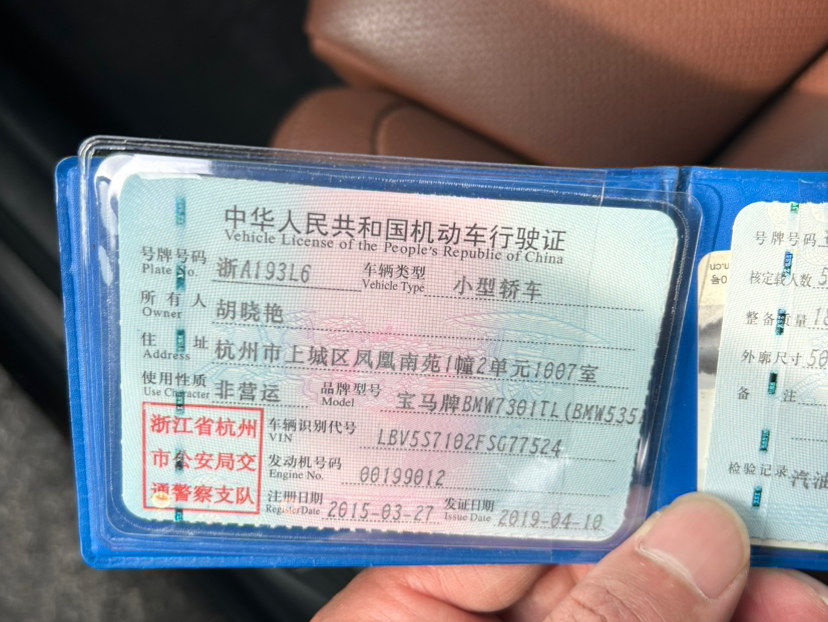 中华人民共和国机动车行驶证
Vehicle License of the People's Republic of China
号牌号码 浙A193L6 车辆类型 小型轿车
Plate No. Vehicle Type
所有人 胡晓艳
Owner
住址 杭州市上城区凤凰南苑1幢2单元1007室
Address
使用性质 非营运 品牌型号 宝马牌BMW7301TL(BMW535
Use Character Model
浙江省杭州
市公安局交
通警察支队
车辆识别代号 LBV5S7102FSG77524
VIN
发动机号码 00199012
Engine No.
注册日期 2015-03-27 发证日期 2019-04-10
Register Date Issue Date
号牌号码
核定载人数 5
整备质量
外廓尺寸 50
备注
检验记录 汽油